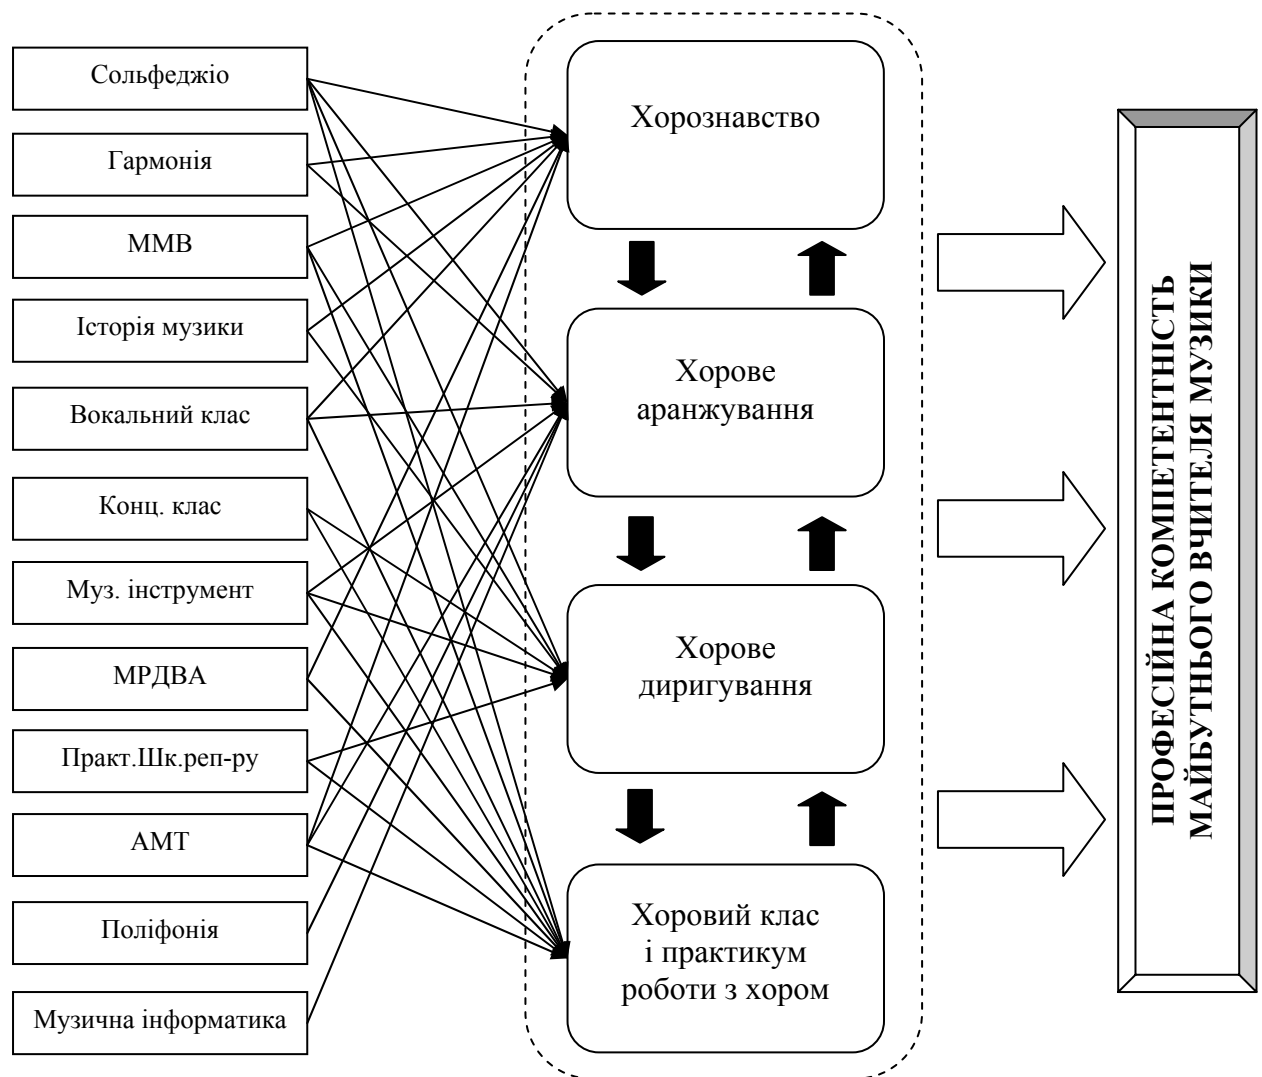 Сольфеджіо
Гармонія
ММВ
Історія музики
Вокальний клас
Конц. клас
Муз. інструмент
МРДВА
Практ.Шк.реп-ру
АМТ
Поліфонія
Музична інформатика
Хорознавство
Хорове
аранжування
Хорове
диригування
Хоровий клас
і практикум
роботи з хором
ПРОФЕСІЙНА КОМПЕТЕНТНІСТЬ
МАЙБУТНЬОГО ВЧИТЕЛЯ МУЗИКИ